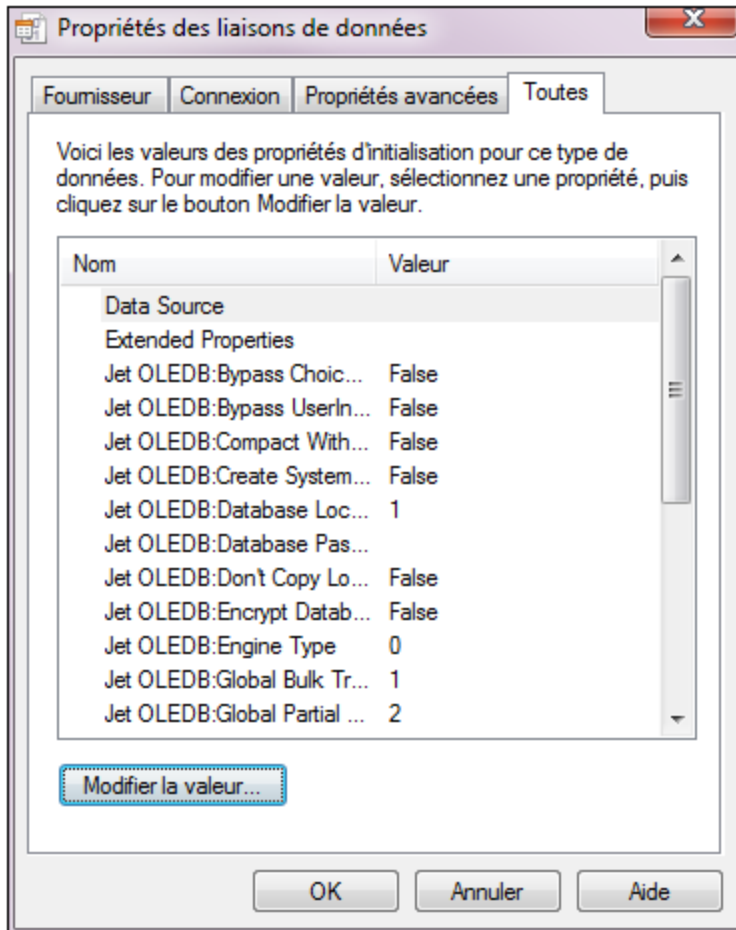 Propriétés des liaisons de données
Fournisseur Connexion Propriétés avancées Toutes
Voici les valeurs des propriétés d'initialisation pour ce type de
données. Pour modifier une valeur, sélectionnez une propriété, puis
cliquez sur le bouton Modifier la valeur.
Nom Valeur
Data Source
Extended Properties
Jet OLEDB:Bypass Choic... False
Jet OLEDB:Bypass UserIn... False
Jet OLEDB:Compact With... False
Jet OLEDB:Create System... False
Jet OLEDB:Database Loc... 1
Jet OLEDB:Database Pas...
Jet OLEDB:Don't Copy Lo... False
Jet OLEDB:Encrypt Datab... False
Jet OLEDB:Engine Type 0
Jet OLEDB:Global Bulk Tr... 1
Jet OLEDB:Global Partial ... 2
Modifier la valeur...
OK Annuler Aide